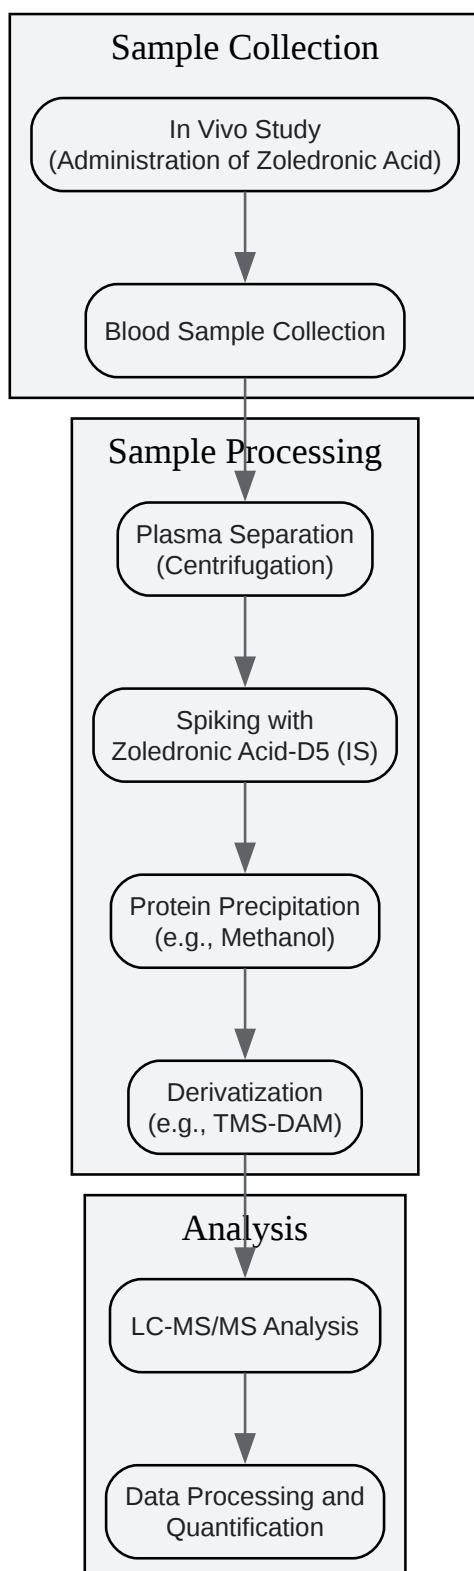 Sample Collection
In Vivo Study
(Administration of Zoledronic Acid)
Blood Sample Collection
Sample Processing
Plasma Separation
(Centrifugation)
Spiking with
Zoledronic Acid-D5 (IS)
Protein Precipitation
(e.g., Methanol)
Derivatization
(e.g., TMS-DAM)
Analysis
LC-MS/MS Analysis
Data Processing and
Quantification